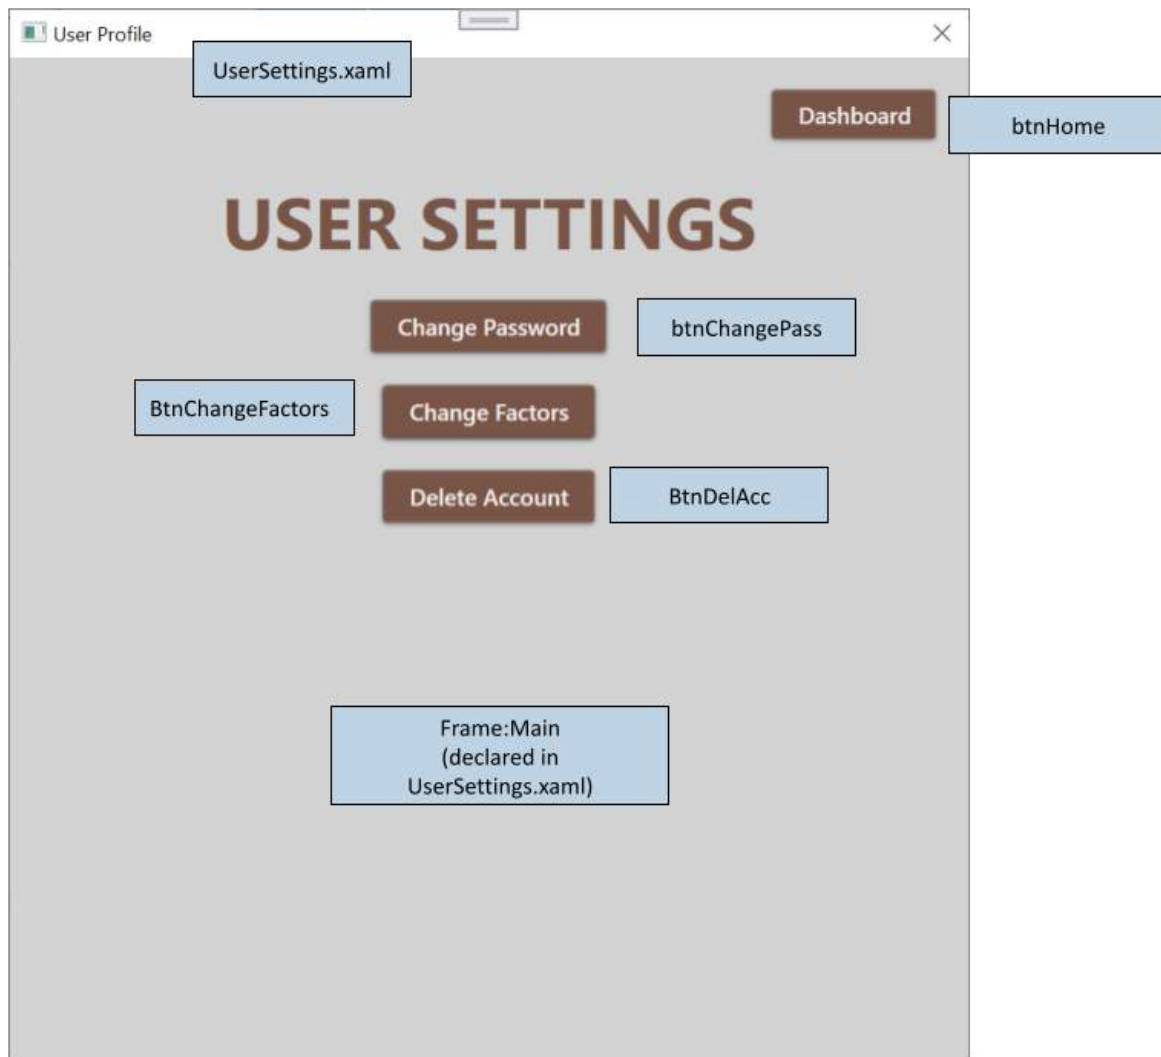 User Profile
UserSettings.xaml
Dashboard
btnHome
USER SETTINGS
Change Password
btnChangePass
BtnChangeFactors
Change Factors
Delete Account
BtnDelAcc
Frame:Main
(declared in
UserSettings.xaml)